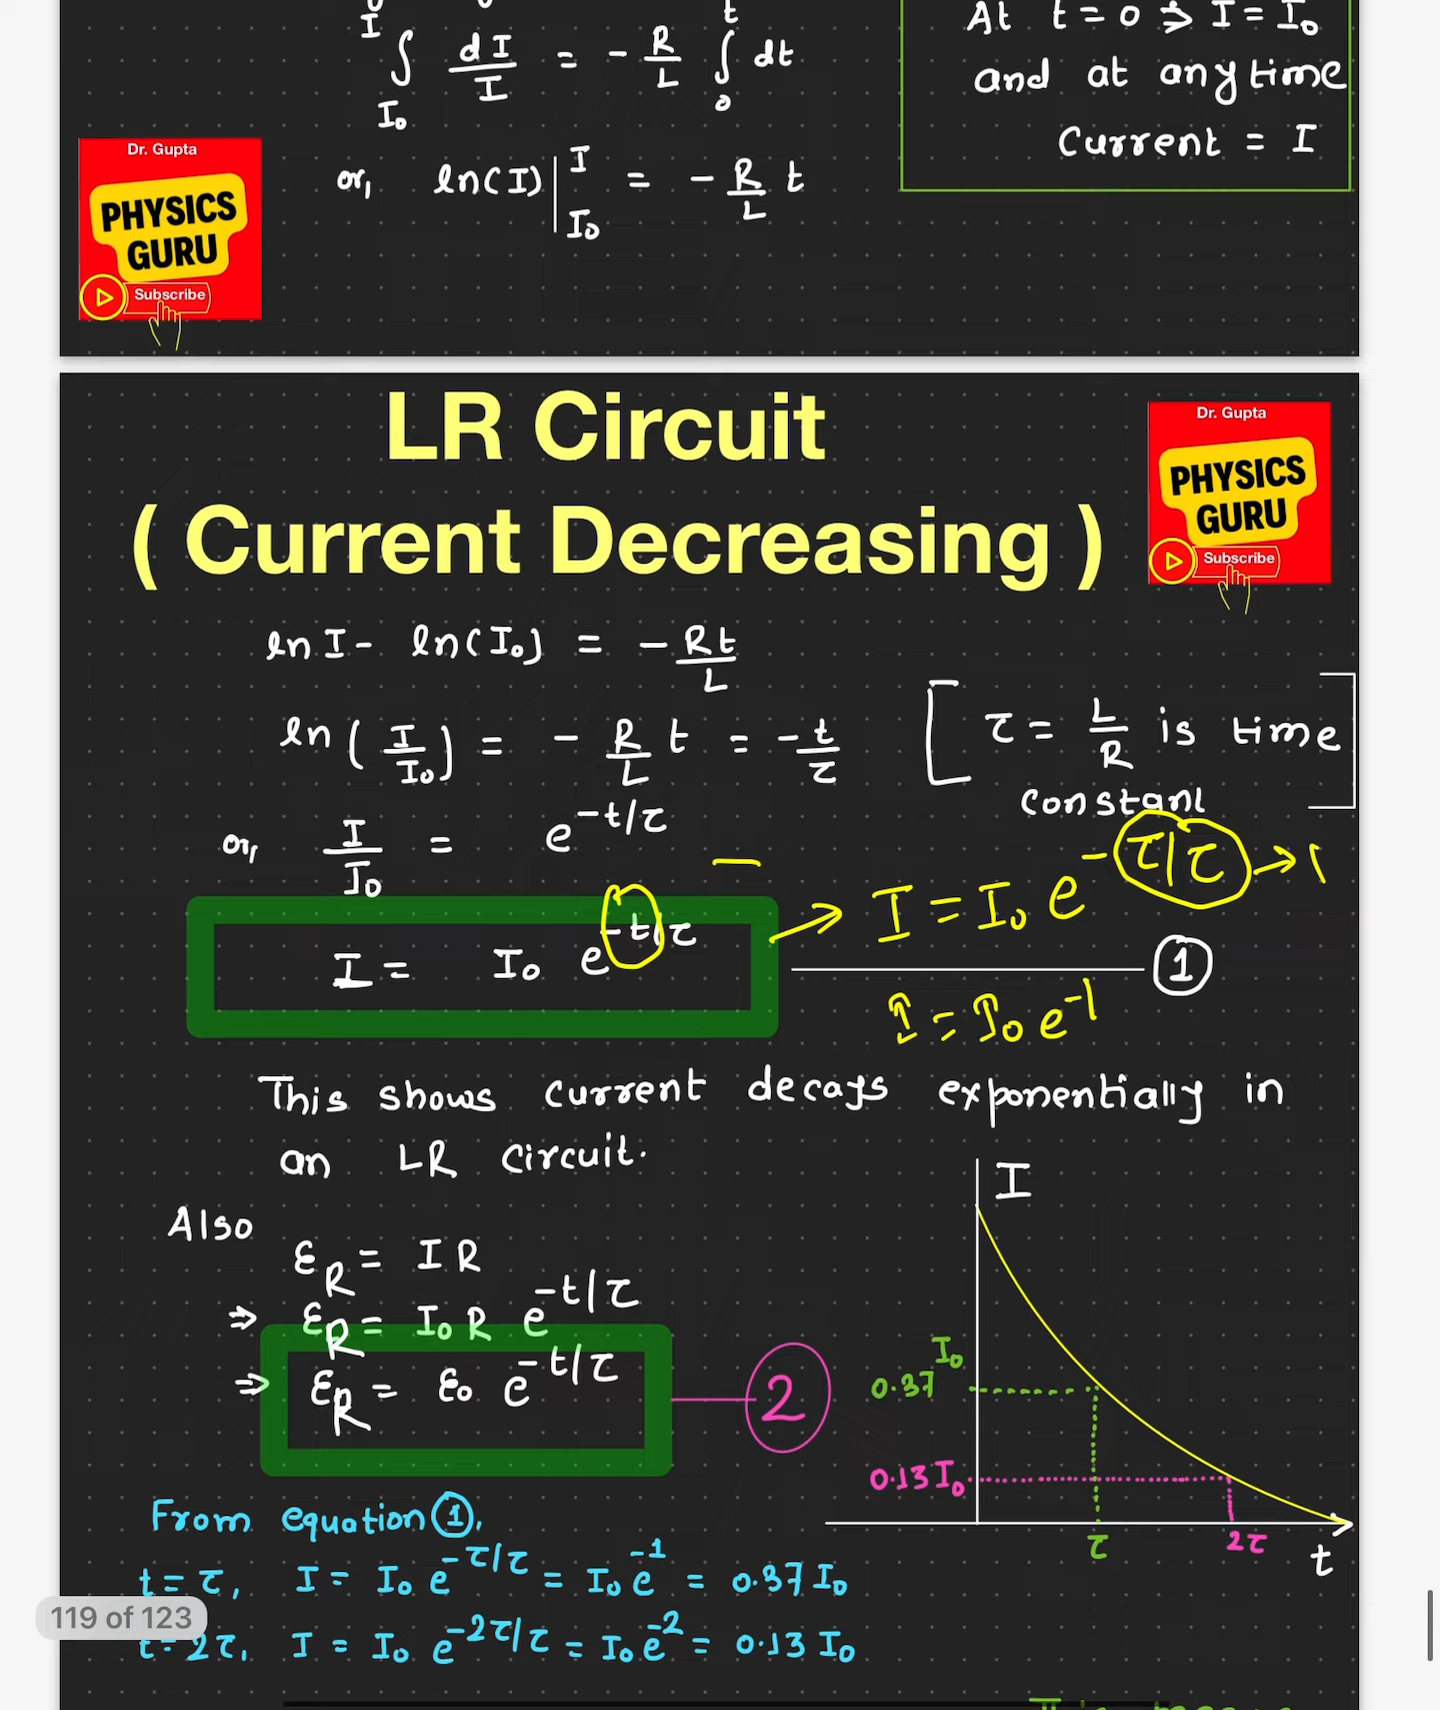 I
∫ dI/I = - R/L ∫ dt
I₀ 0 t
At t = 0 ⇒ I = I₀
and at any time
Current = I
or, ln(I)|ᴵ I₀ = - R/L t
Dr. Gupta
PHYSICS
GURU
Subscribe
LR Circuit
( Current Decreasing )
Dr. Gupta
PHYSICS
GURU
Subscribe
ln I - ln(I₀) = - Rt/L
ln ( I/I₀ ) = - R/L t = - t/τ
[ τ = L/R is time
constant ]
or, I/I₀ = e^-t/τ
I = I₀ e^-τ/τ → 1
I = I₀ e^-t/τ
①
I = I₀ e^-1
This shows current decays exponentially in
an LR circuit.
Also
ε_R = I R
⇒ ε_R = I₀ R e^-t/τ
⇒ ε_R = ε₀ e^-t/τ
2
I
0.37 I₀
0.13 I₀
τ
2τ
t
From equation ①,
t = τ, I = I₀ e^-τ/τ = I₀ e^-1 = 0.37 I₀
119 of 123
t = 2τ, I = I₀ e^-2τ/τ = I₀ e^-2 = 0.13 I₀